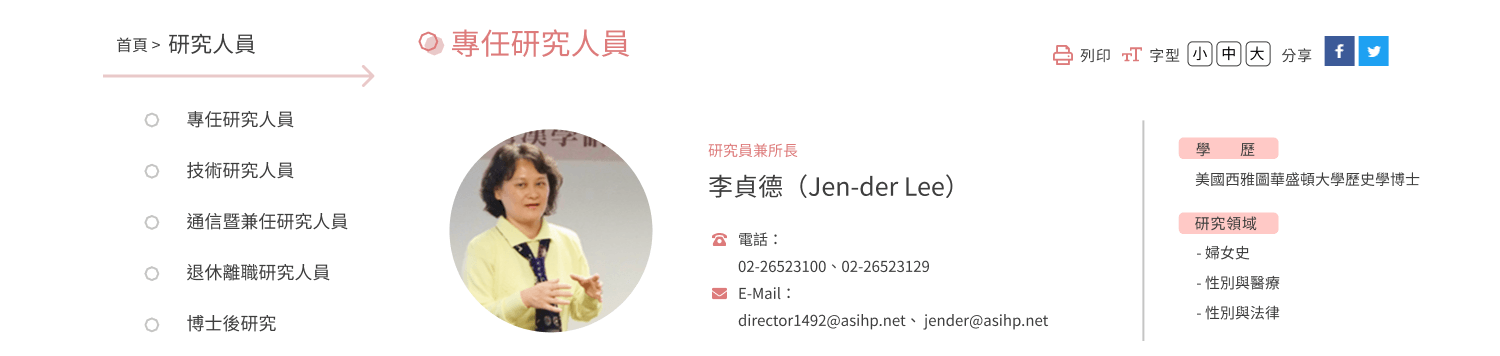 首頁 > 研究人員
專任研究人員
技術研究人員
通信暨兼任研究人員
退休離職研究人員
博士後研究
專任研究人員
列印 字型 小 中 大 分享
研究員兼所長
李貞德（Jen-der Lee）
電話：
02-26523100、02-26523129
E-Mail：
director1492@asihp.net、jender@asihp.net
學 歷
美國西雅圖華盛頓大學歷史學博士
研究領域
- 婦女史
- 性別與醫療
- 性別與法律